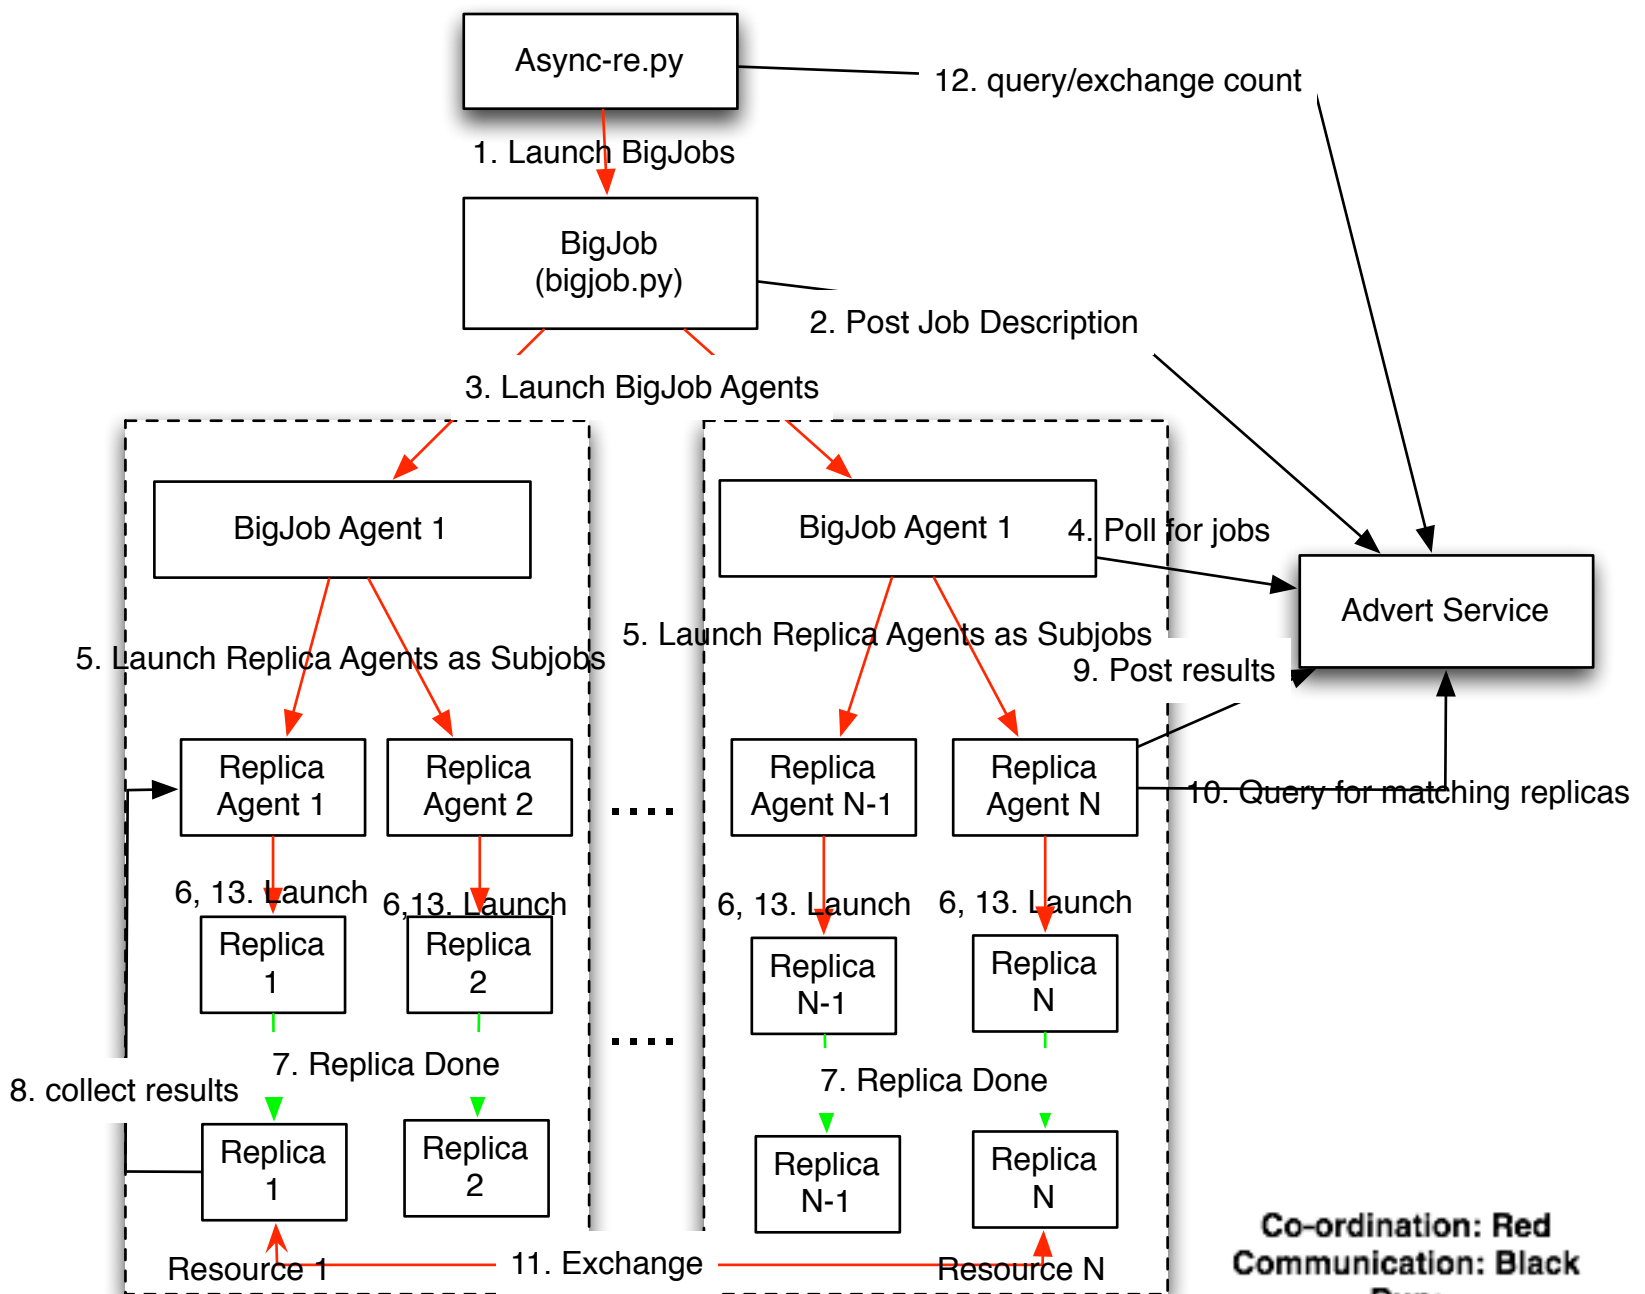 Async-re.py
12. query/exchange count
1. Launch BigJobs
BigJob
(bigjob.py)
2. Post Job Description
3. Launch BigJob Agents
BigJob Agent 1
BigJob Agent 1
4. Poll for jobs
Advert Service
5. Launch Replica Agents as Subjobs
5. Launch Replica Agents as Subjobs
9. Post results
Replica
Agent 1
Replica
Agent 2
....
Replica
Agent N-1
Replica
Agent N
10. Query for matching replicas
6, 13. Launch
6,13. Launch
6, 13. Launch
6, 13. Launch
Replica
1
Replica
2
Replica
N-1
Replica
N
....
7. Replica Done
7. Replica Done
8. collect results
Replica
1
Replica
2
Replica
N-1
Replica
N
Resource 1
11. Exchange
Resource N
Co-ordination: Red
Communication: Black